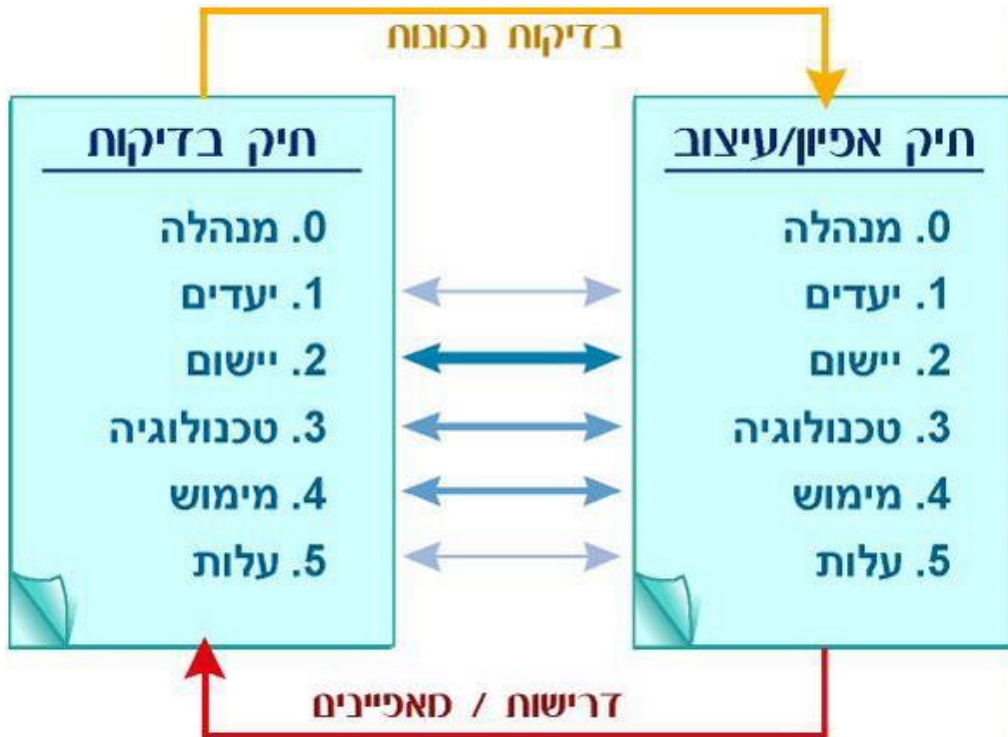 בדיקות נכונות
תיק אפיון/עיצוב
0. מנהלה
1. יעדים
2. יישום
3. טכנולוגיה
4. מימוש
5. עלות
תיק בדיקות
0. מנהלה
1. יעדים
2. יישום
3. טכנולוגיה
4. מימוש
5. עלות
דרישות / מאפיינים